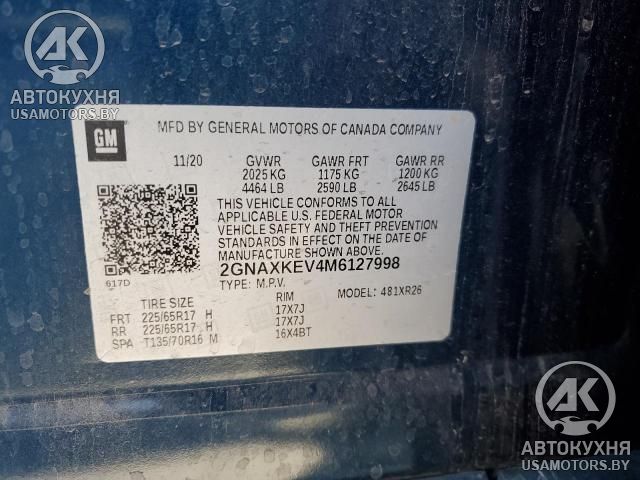 AK
АВТОКУХНЯ
USAMOTORS.BY
GM
MFD BY GENERAL MOTORS OF CANADA COMPANY
11/20 GVWR GAWR FRT GAWR RR
2025 KG 1175 KG 1200 KG
4464 LB 2590 LB 2645 LB
THIS VEHICLE CONFORMS TO ALL
APPLICABLE U.S. FEDERAL MOTOR
VEHICLE SAFETY AND THEFT PREVENTION
STANDARDS IN EFFECT ON THE DATE OF
MANUFACTURE SHOWN ABOVE.
2GNAXKEV4M6127998
617D TYPE: M.P.V. MODEL: 481XR26
TIRE SIZE RIM
FRT 225/65R17 H 17X7J
RR 225/65R17 H 17X7J
SPA T135/70R16 M 16X4BT
AK
АВТОКУХНЯ
USAMOTORS.BY